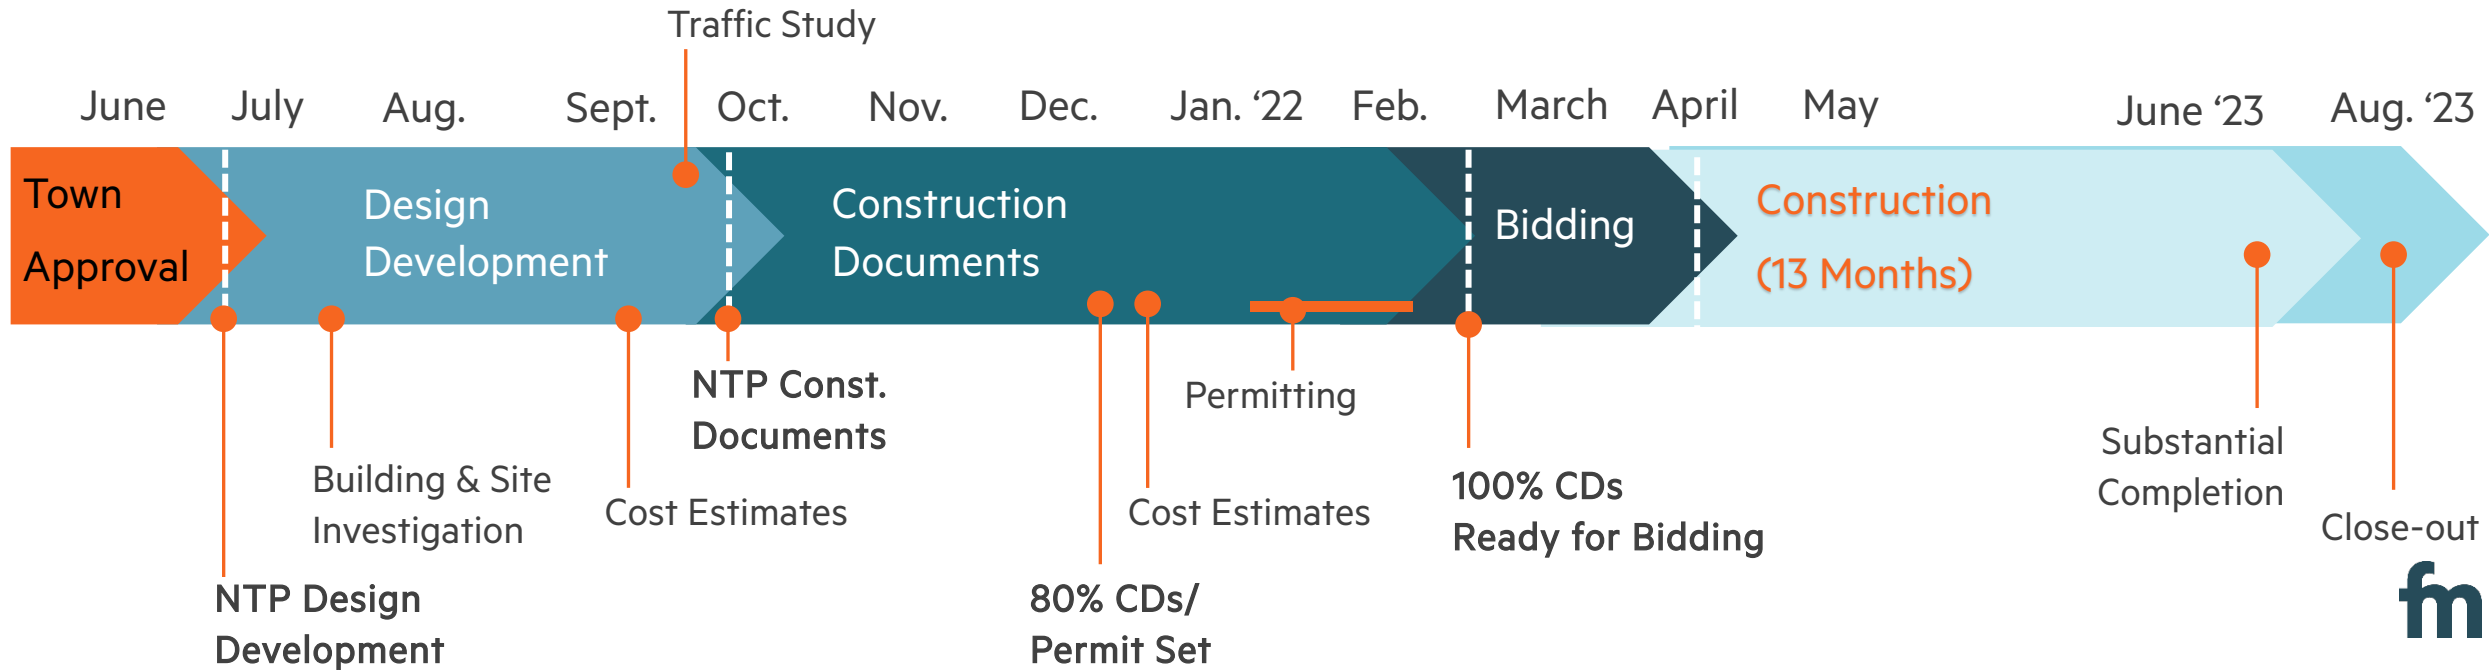 Traffic Study
June July Aug. Sept. Oct. Nov. Dec. Jan. ‘22 Feb. March April May June ‘23 Aug. ‘23
Town
Approval
Design
Development
Construction
Documents
Bidding
Construction
(13 Months)
NTP Design
Development
Building & Site
Investigation
Cost Estimates
NTP Const.
Documents
80% CDs/
Permit Set
Cost Estimates
Permitting
100% CDs
Ready for Bidding
Substantial
Completion
Close-out
fm